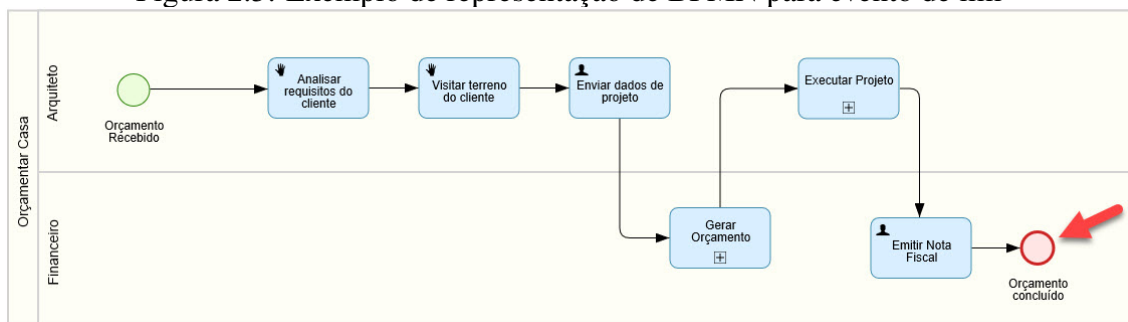 Figura 2.3: Exemplo de representação de BPMN para evento de fim
Orçamentar Casa
Arquiteto
Orçamento
Recebido
Analisar
requisitos do
cliente
Visitar terreno
do cliente
Enviar dados de
projeto
Executar Projeto
Financeiro
Gerar
Orçamento
Emitir Nota
Fiscal
Orçamento
concluído